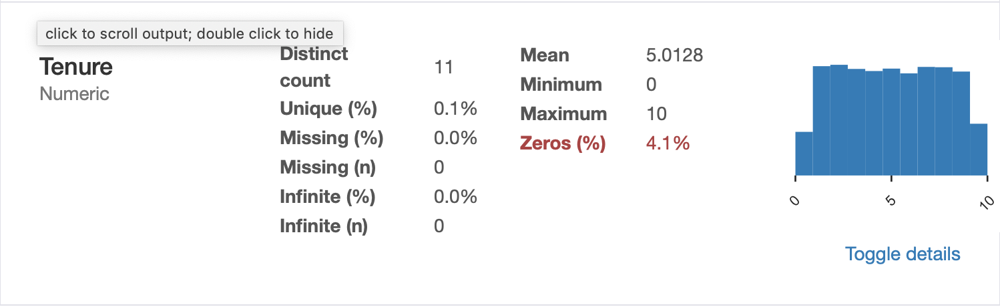 click to scroll output; double click to hide
Tenure
Numeric
Distinct
count 11
Unique (%) 0.1%
Missing (%) 0.0%
Missing (n) 0
Infinite (%) 0.0%
Infinite (n) 0
Mean 5.0128
Minimum 0
Maximum 10
Zeros (%) 4.1%
0 5 10
Toggle details